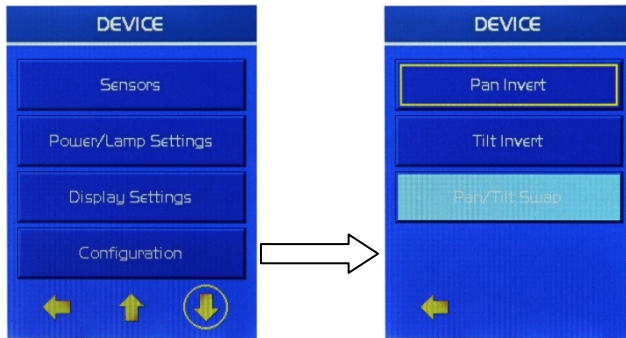 DEVICE
Sensors
Power/Lamp Settings
Display Settings
Configuration
DEVICE
Pan Invert
Tilt Invert
Pan/Tilt Swap